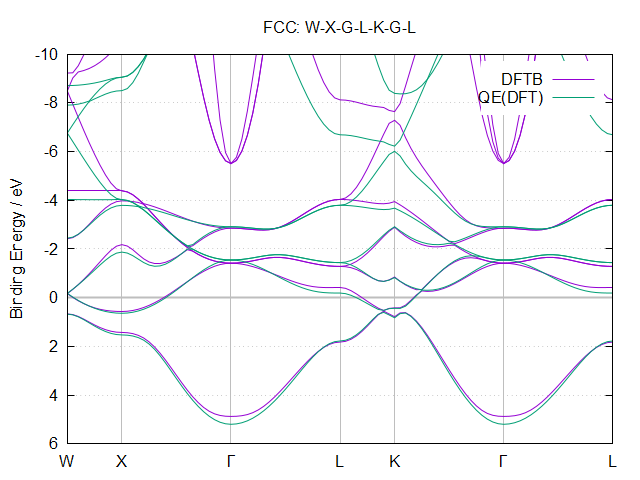 FCC: W-X-G-L-K-G-L
DFTB
QE(DFT)
Binding Energy / eV
-10
-8
-6
-4
-2
0
2
4
6
W X Γ L K Γ L